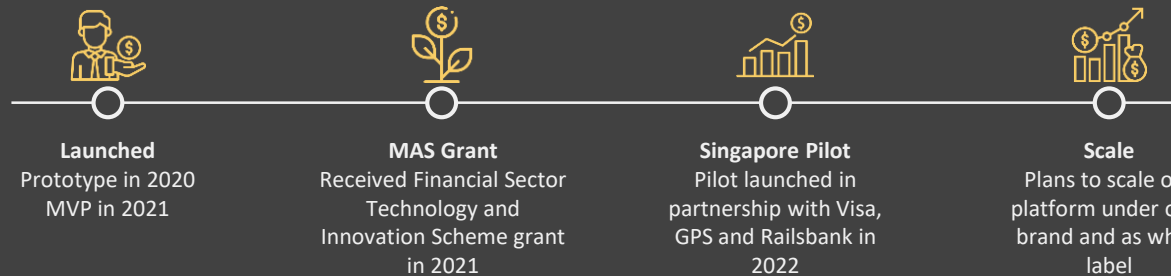 Launched
Prototype in 2020
MVP in 2021
MAS Grant
Received Financial Sector
Technology and
Innovation Scheme grant
in 2021
Singapore Pilot
Pilot launched in
partnership with Visa,
GPS and Railsbank in
2022
Scale
Plans to scale
platform under
brand and as
label